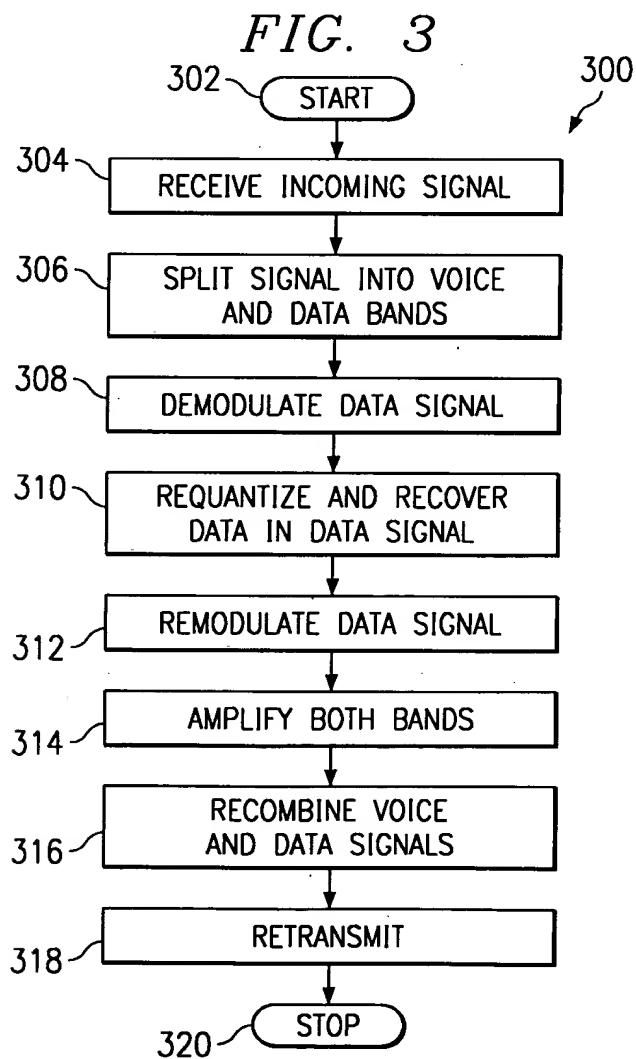 FIG. 3
300
302
START
304
RECEIVE INCOMING SIGNAL
306
SPLIT SIGNAL INTO VOICE
AND DATA BANDS
308
DEMODULATE DATA SIGNAL
310
REQUANTIZE AND RECOVER
DATA IN DATA SIGNAL
312
REMODULATE DATA SIGNAL
314
AMPLIFY BOTH BANDS
316
RECOMBINE VOICE
AND DATA SIGNALS
318
RETRANSMIT
320
STOP